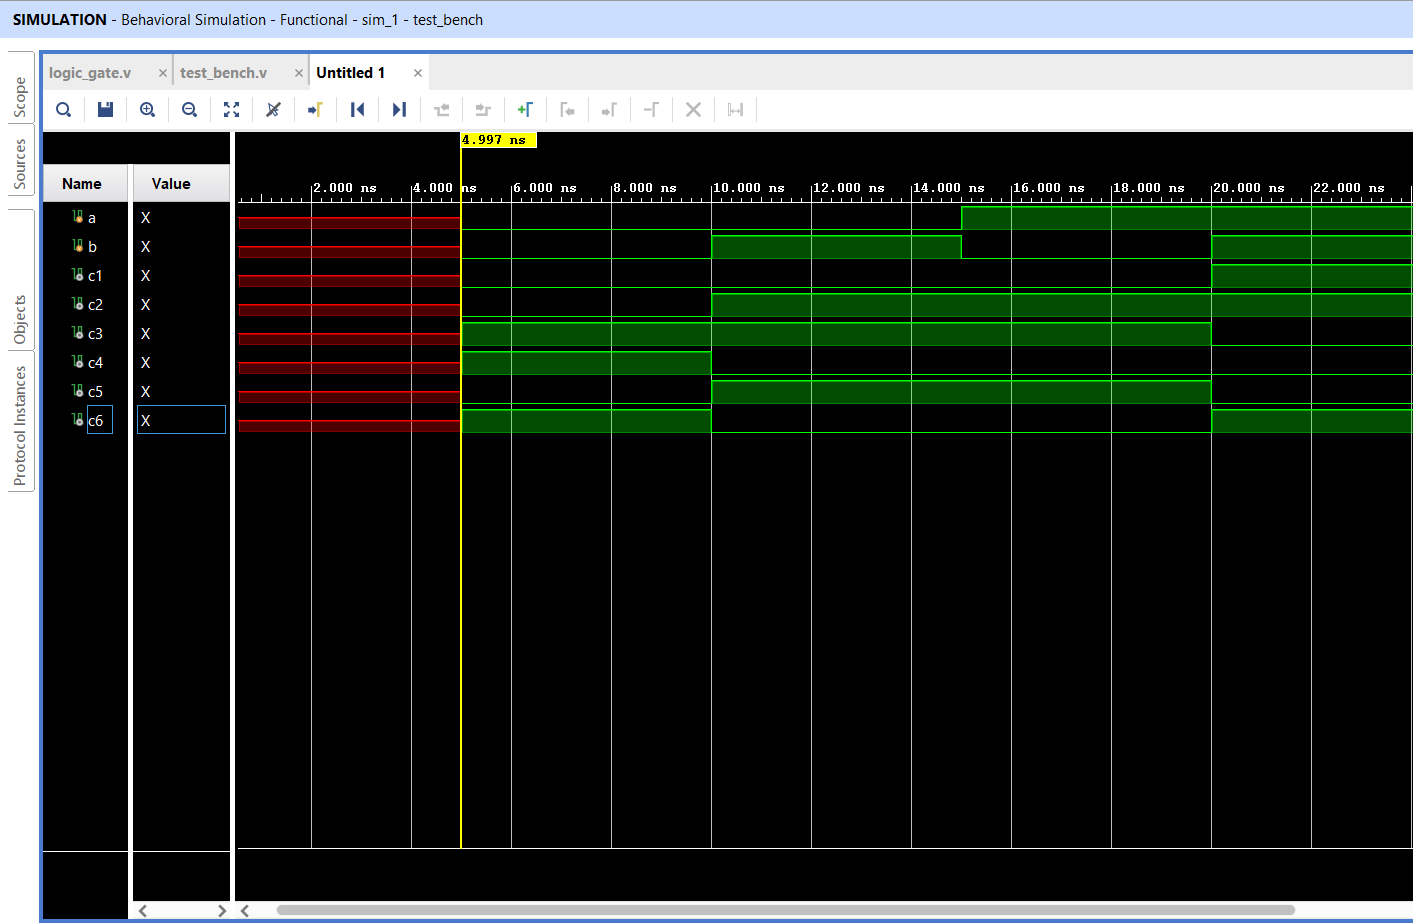 SIMULATION - Behavioral Simulation - Functional - sim_1 - test_bench
Scope
Sources
Objects
Protocol Instances
logic_gate.v × test_bench.v × Untitled 1 ×
4.997 ns
Name Value
2.000 ns 4.000 ns 6.000 ns 8.000 ns 10.000 ns 12.000 ns 14.000 ns 16.000 ns 18.000 ns 20.000 ns 22.000 ns
a X
b X
c1 X
c2 X
c3 X
c4 X
c5 X
c6 X